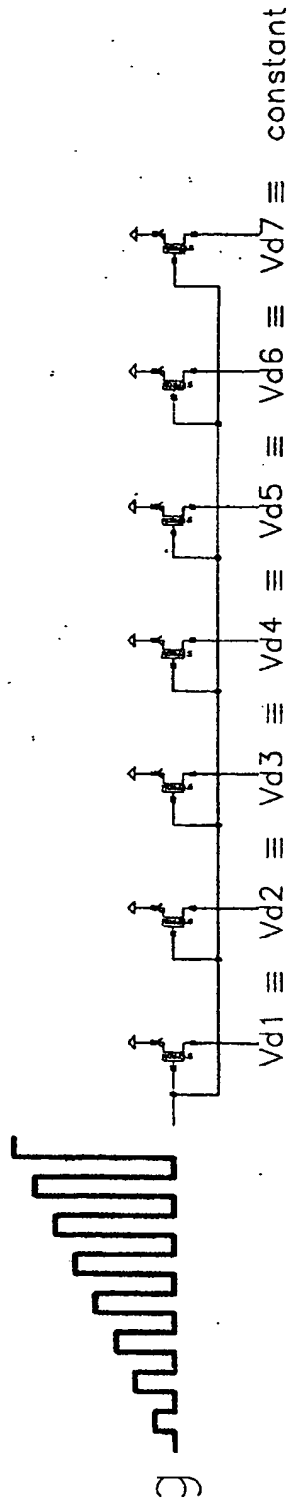 g
Vd1 ≡ Vd2 ≡ Vd3 ≡ Vd4 ≡ Vd5 ≡ Vd6 ≡ Vd7 ≡ constant